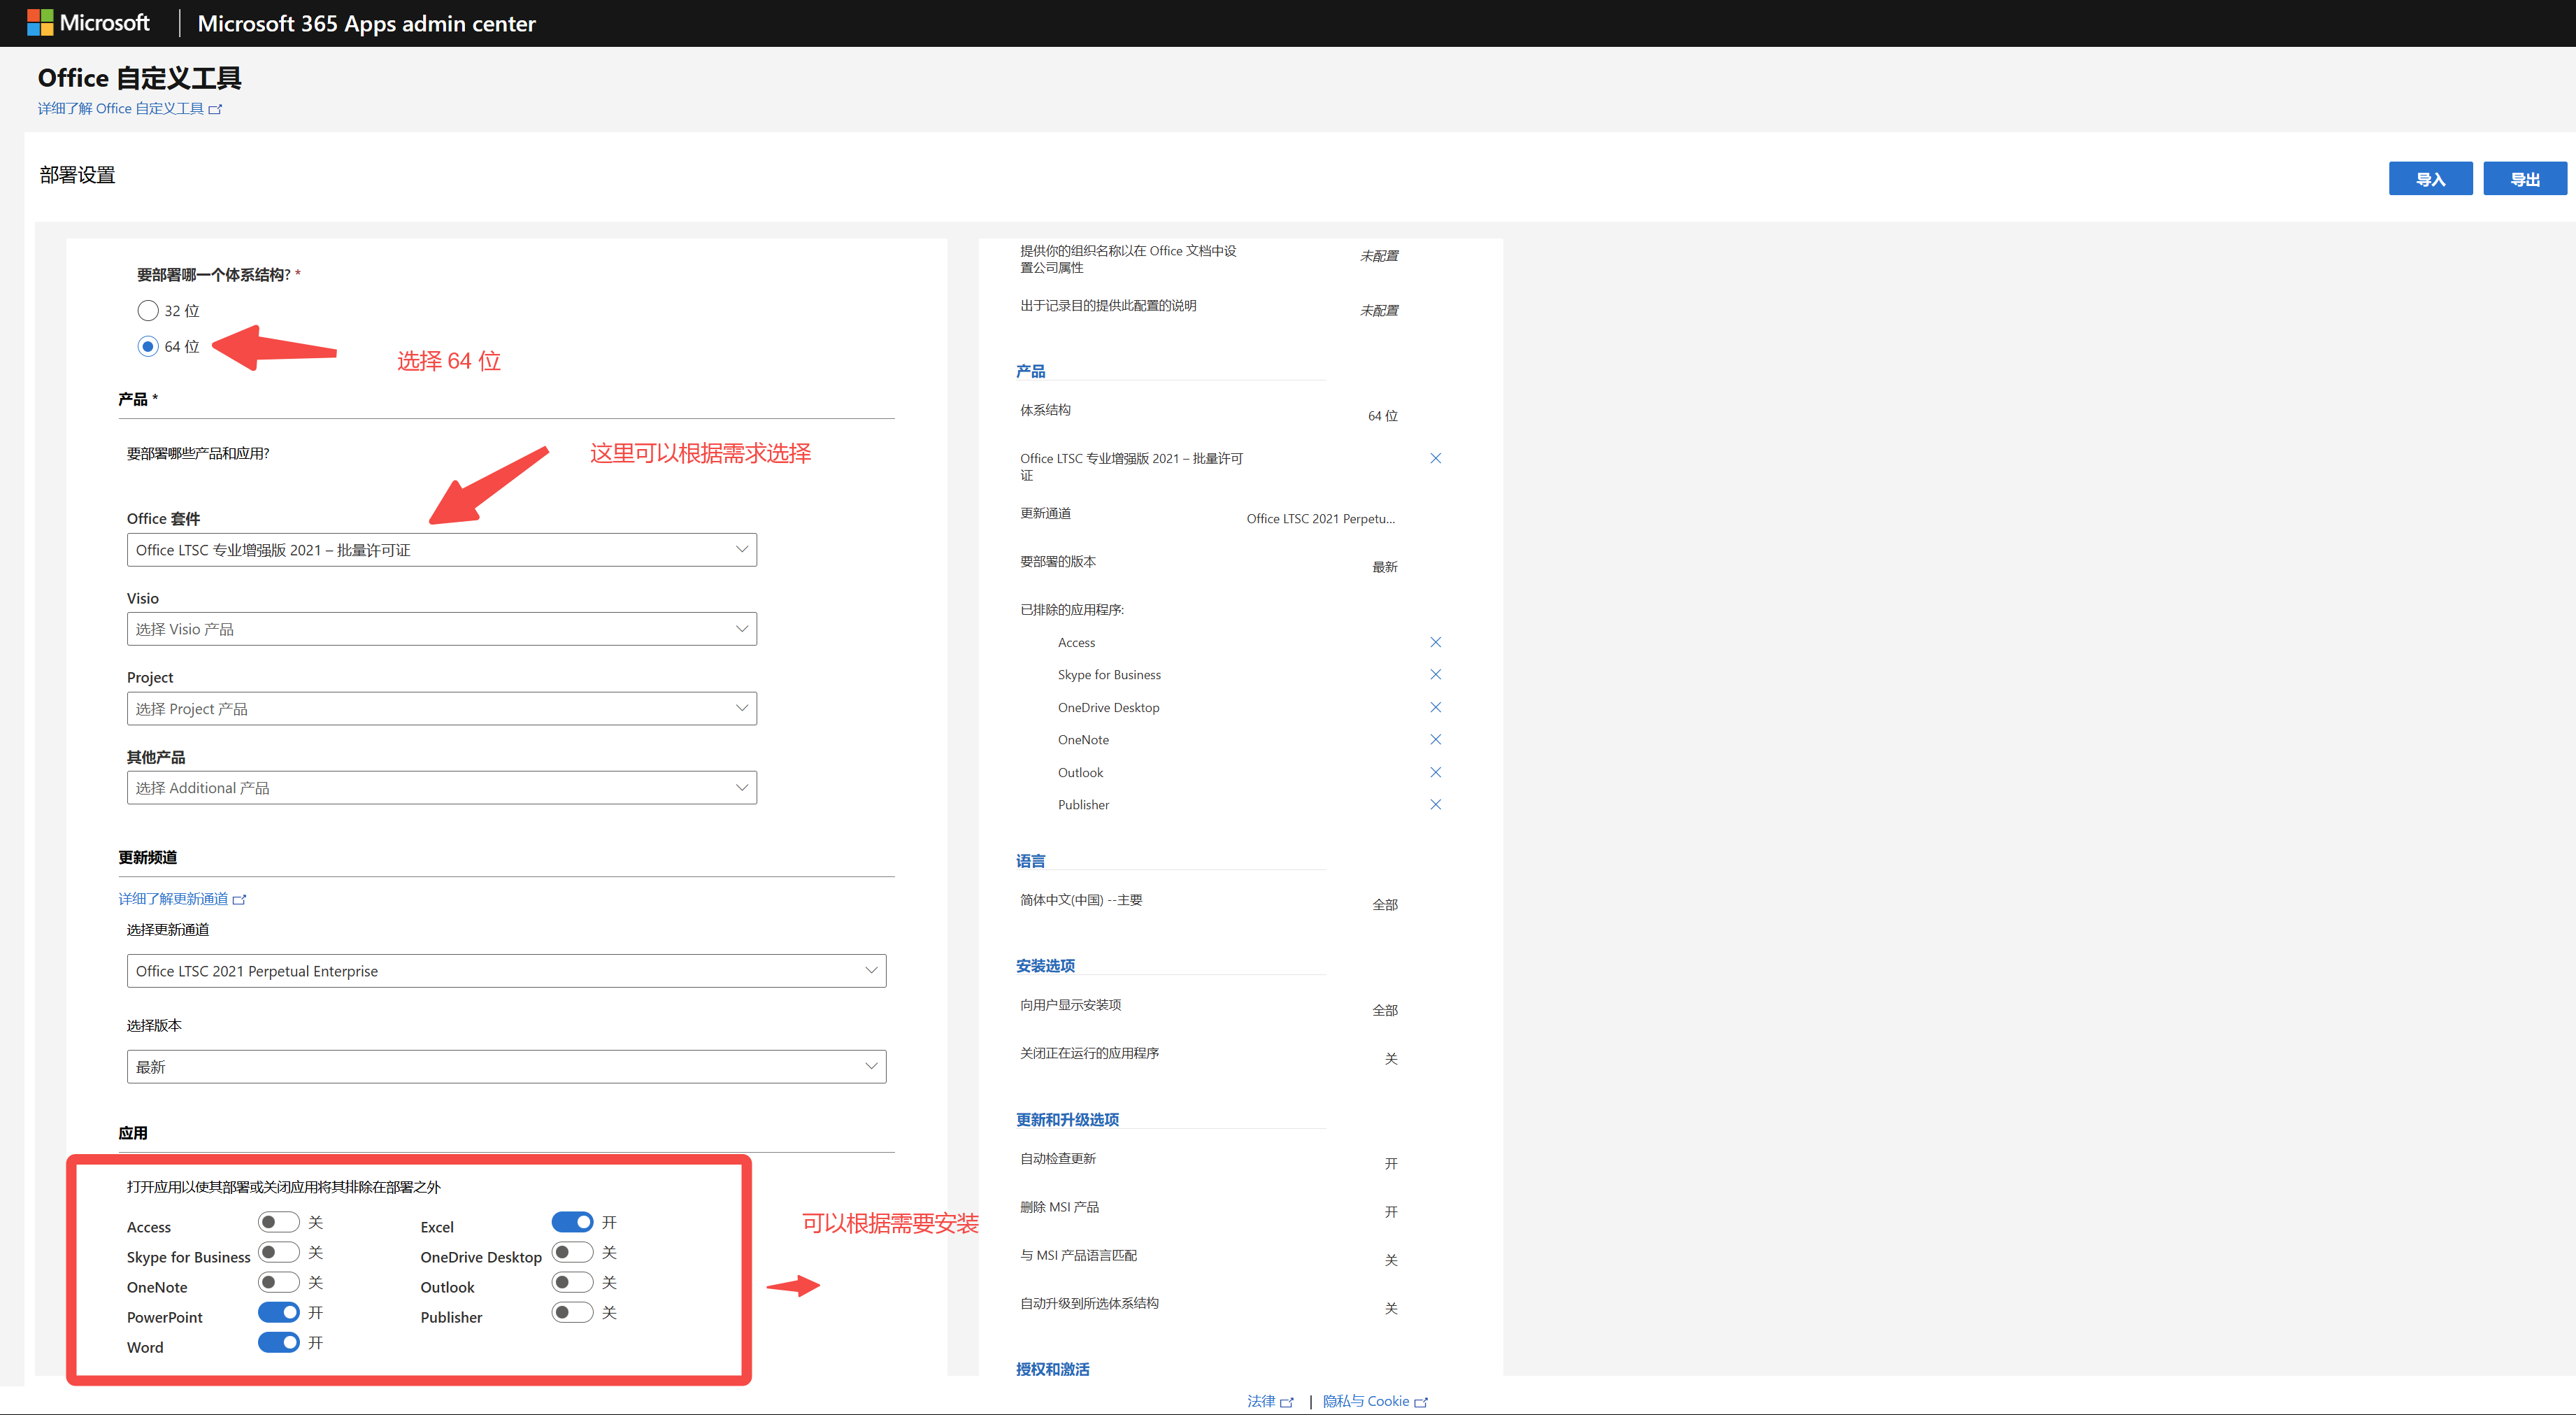 Microsoft | Microsoft 365 Apps admin center
Office 自定义工具
详细了解 Office 自定义工具
部署设置
导入
导出
要部署哪一个体系结构? *
32 位
64 位
选择 64 位
产品 *
这里可以根据需求选择
要部署哪些产品和应用?
Office 套件
Office LTSC 专业增强版 2021 – 批量许可证
Visio
选择 Visio 产品
Project
选择 Project 产品
其他产品
选择 Additional 产品
更新频道
详细了解更新通道
选择更新通道
Office LTSC 2021 Perpetual Enterprise
选择版本
最新
应用
打开应用以使其部署或关闭应用将其排除在部署之外
Access 关
Excel 开
Skype for Business 关
OneDrive Desktop 关
OneNote 关
Outlook 关
PowerPoint 开
Publisher 关
Word 开
可以根据需要安装
提供你的组织名称以在 Office 文档中设
置公司属性
未配置
出于记录目的提供此配置的说明
未配置
产品
体系结构
64 位
Office LTSC 专业增强版 2021 – 批量许可
证
更新通道
Office LTSC 2021 Perpetu...
要部署的版本
最新
已排除的应用程序:
Access
Skype for Business
OneDrive Desktop
OneNote
Outlook
Publisher
语言
简体中文(中国) --主要
全部
安装选项
向用户显示安装项
全部
关闭正在运行的应用程序
关
更新和升级选项
自动检查更新
开
删除 MSI 产品
开
与 MSI 产品语言匹配
关
自动升级到所选体系结构
关
授权和激活
法律 | 隐私与 Cookie